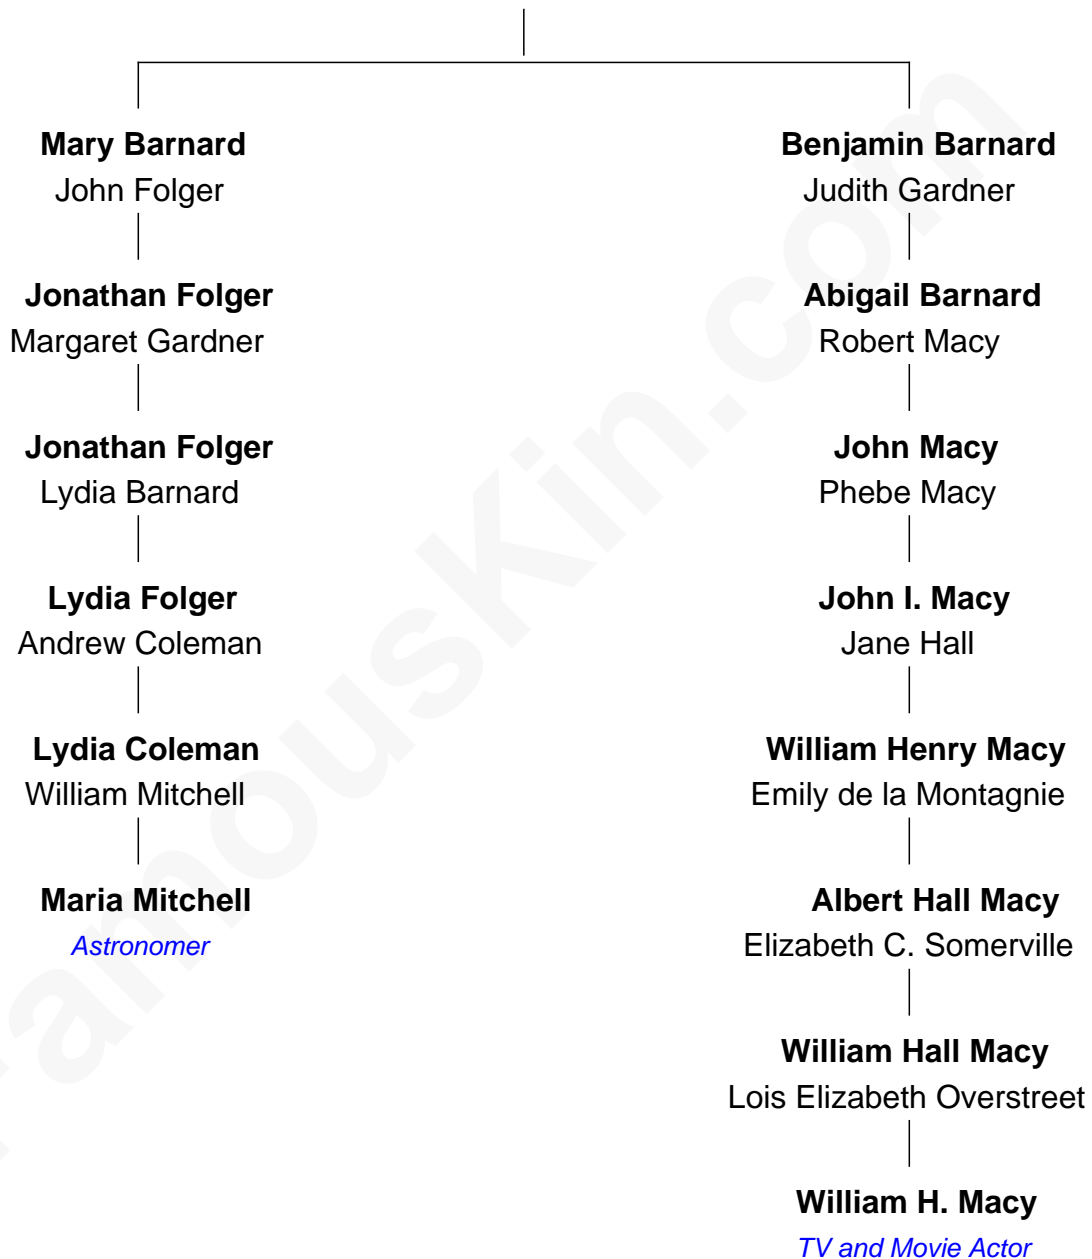 Mary Barnard
John Folger
Jonathan Folger
Margaret Gardner
Jonathan Folger
Lydia Barnard
Lydia Folger
Andrew Coleman
Lydia Coleman
William Mitchell
Maria Mitchell
Astronomer
Benjamin Barnard
Judith Gardner
Abigail Barnard
Robert Macy
John Macy
Phebe Macy
John I. Macy
Jane Hall
William Henry Macy
Emily de la Montagnie
Albert Hall Macy
Elizabeth C. Somerville
William Hall Macy
Lois Elizabeth Overstreet
William H. Macy
TV and Movie Actor
FamousKin.com